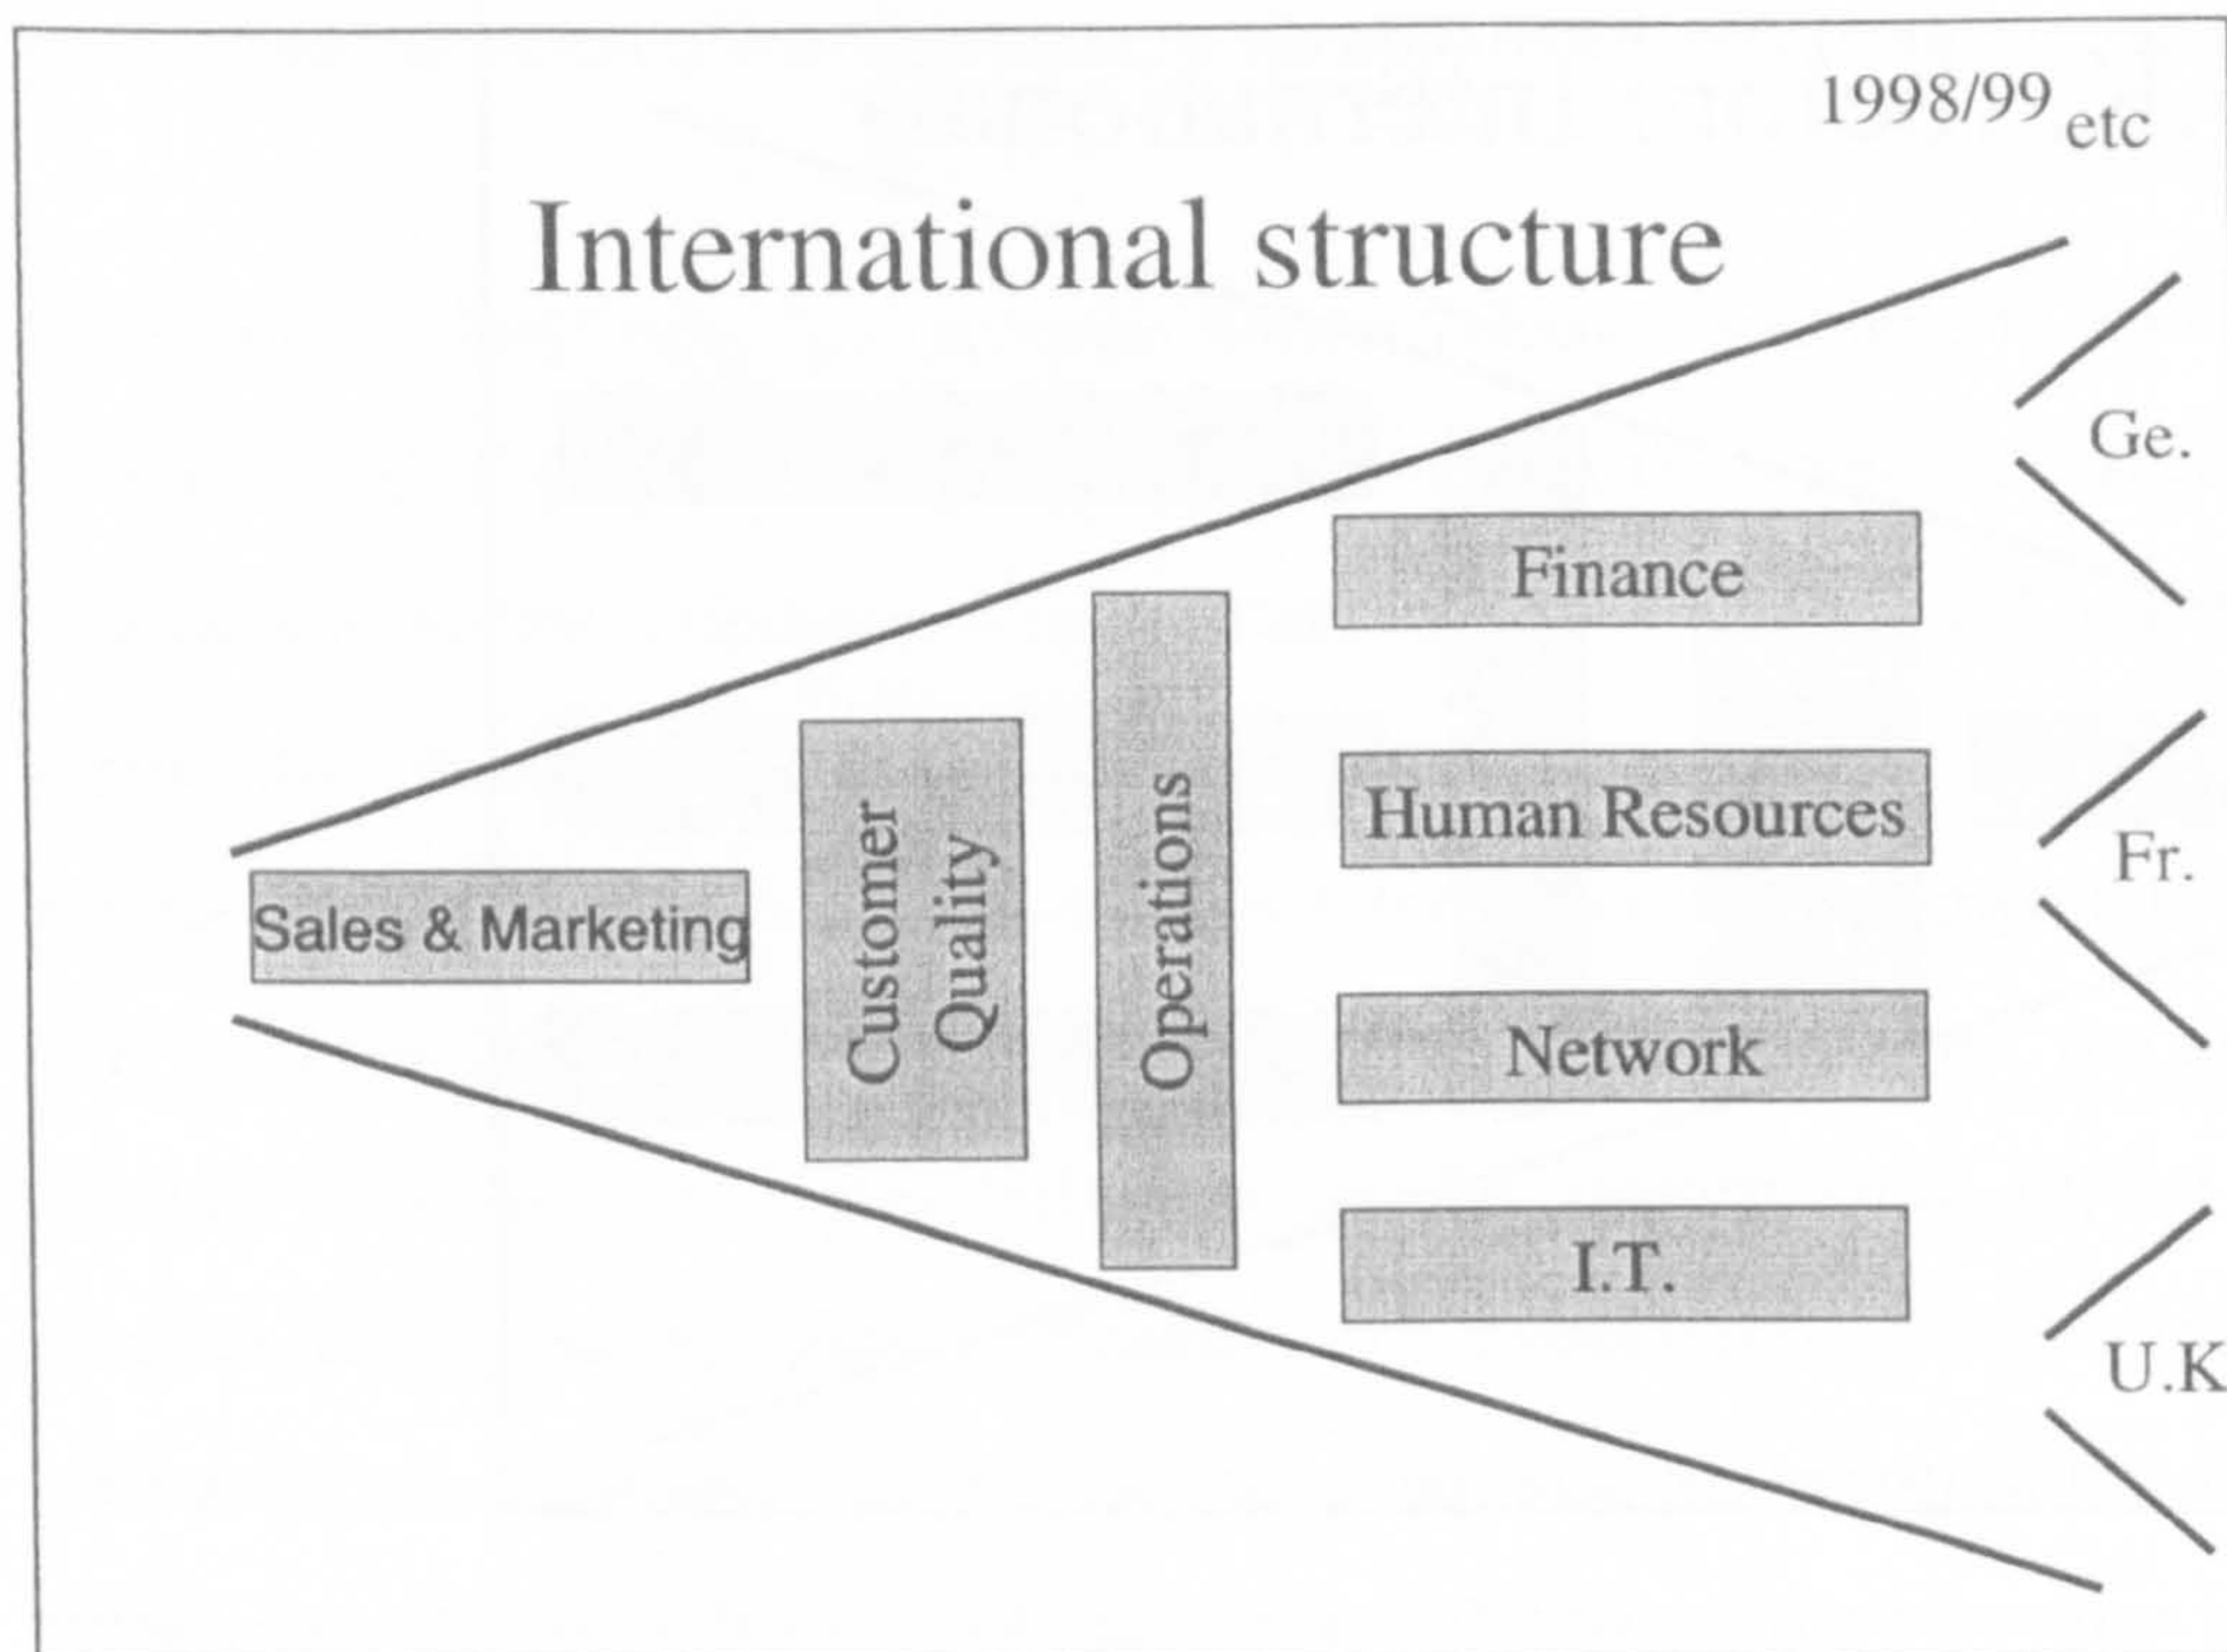 1998/99 etc
International structure
Ge.
Finance
Human Resources
Fr.
Sales & Marketing
Customer
Quality
Operations
Network
I.T.
U.K